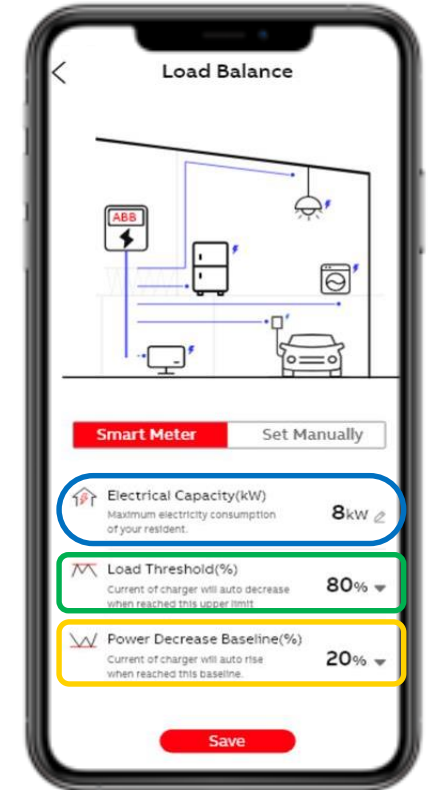 Load Balance
ABB
Smart Meter
Set Manually
Electrical Capacity(kW)
Maximum electricity consumption
of your resident.
8kW
Load Threshold(%)
Current of charger will auto decrease
when reached this upper limit
80%
Power Decrease Baseline(%)
Current of charger will auto rise
when reached this baseline.
20%
Save